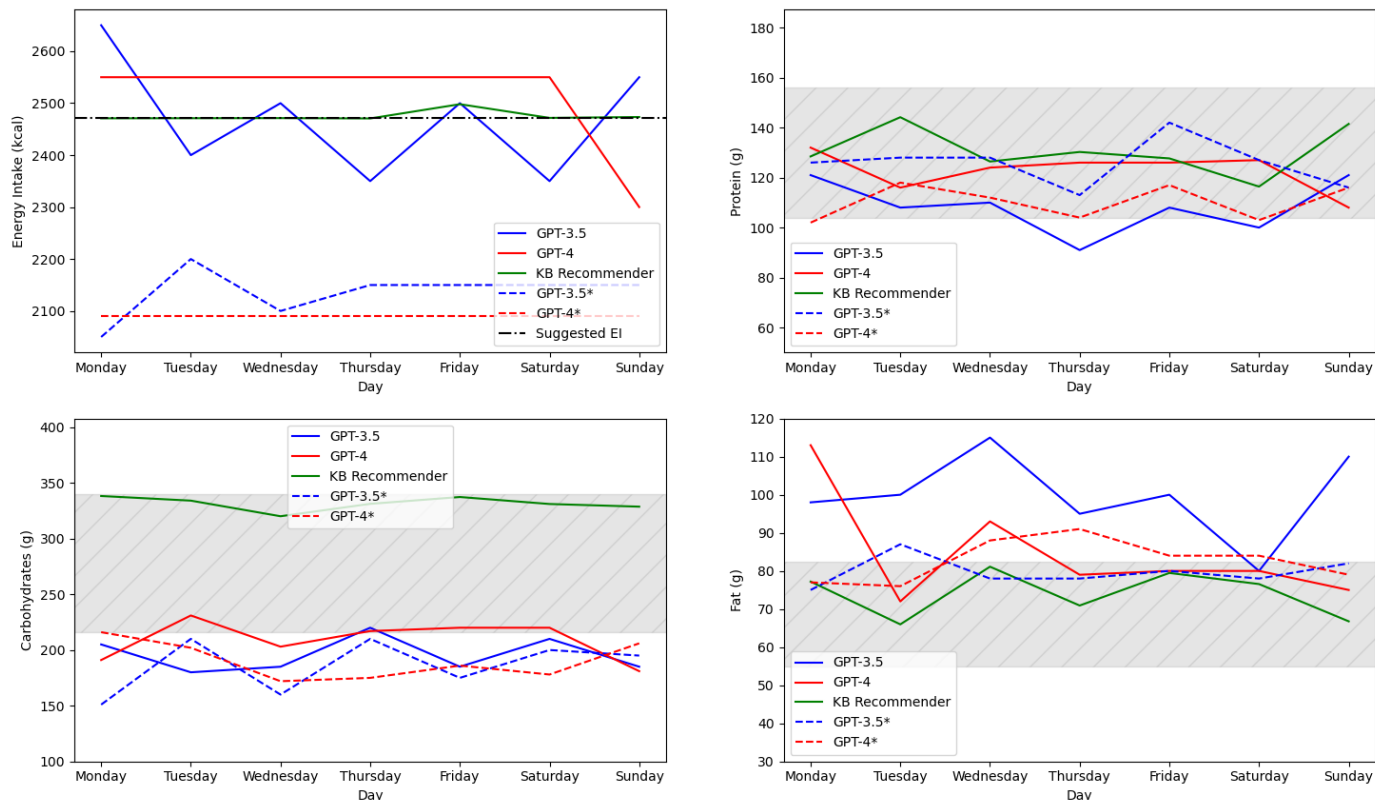 2600
2500
2400
2300
2200
2100
Energy Intake (kcal)
GPT-3.5
GPT-4
KB Recommender
GPT-3.5*
GPT-4*
Suggested EI
Monday Tuesday Wednesday Thursday Friday Saturday Sunday
Day
180
160
140
120
100
80
60
Protein (g)
GPT-3.5
GPT-4
KB Recommender
GPT-3.5*
GPT-4*
Monday Tuesday Wednesday Thursday Friday Saturday Sunday
Day
400
350
300
250
200
150
100
Carbohydrates (g)
GPT-3.5
GPT-4
KB Recommender
GPT-3.5*
GPT-4*
Monday Tuesday Wednesday Thursday Friday Saturday Sunday
Day
120
110
100
90
80
70
60
50
40
30
Fat (g)
GPT-3.5
GPT-4
KB Recommender
GPT-3.5*
GPT-4*
Monday Tuesday Wednesday Thursday Friday Saturday Sunday
Day